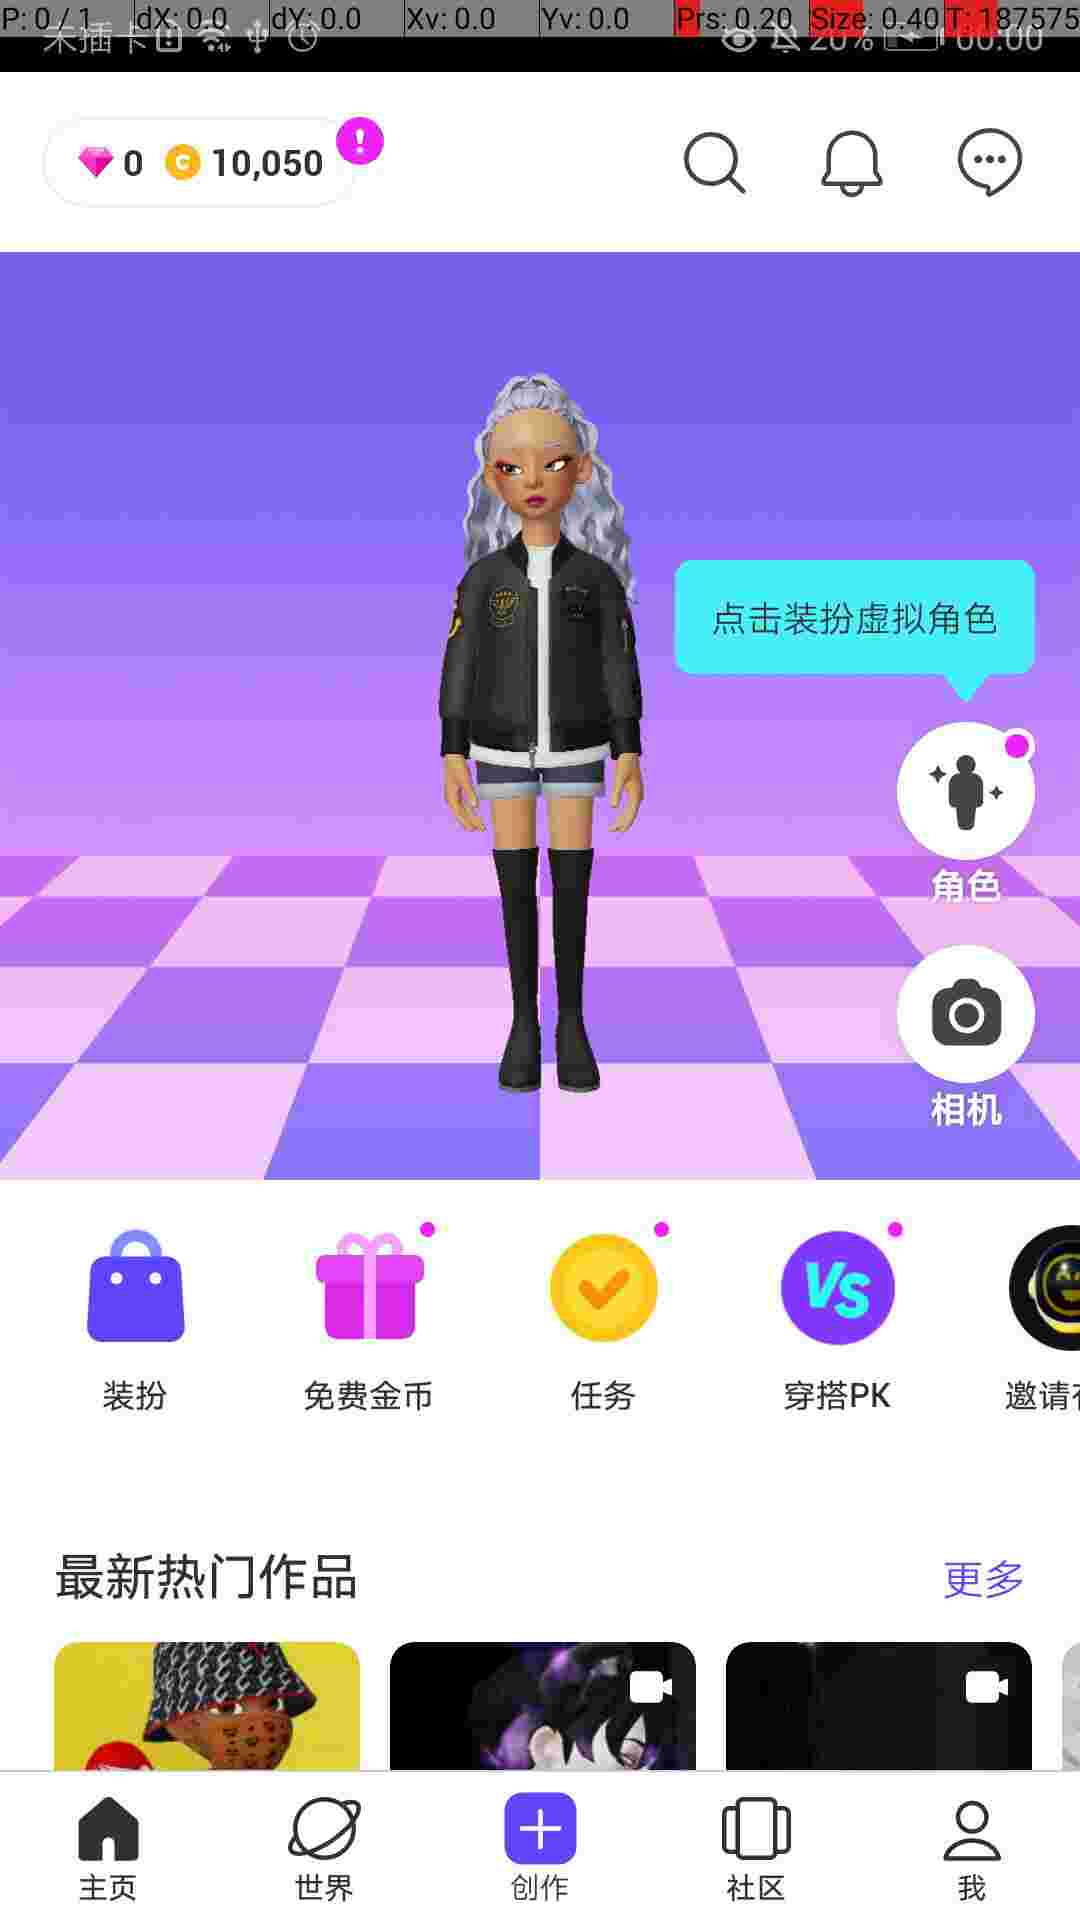 P: 0 / 1 dX: 0.0 dY: 0.0 Xv: 0.0 Yv: 0.0 Prs: 0.20 Size: 0.40 T: 187575
未插卡 20% 00:00
0 10,050
点击装扮虚拟角色
角色
相机
装扮 免费金币 任务 穿搭PK 邀请
最新热门作品 更多
主页 世界 创作 社区 我